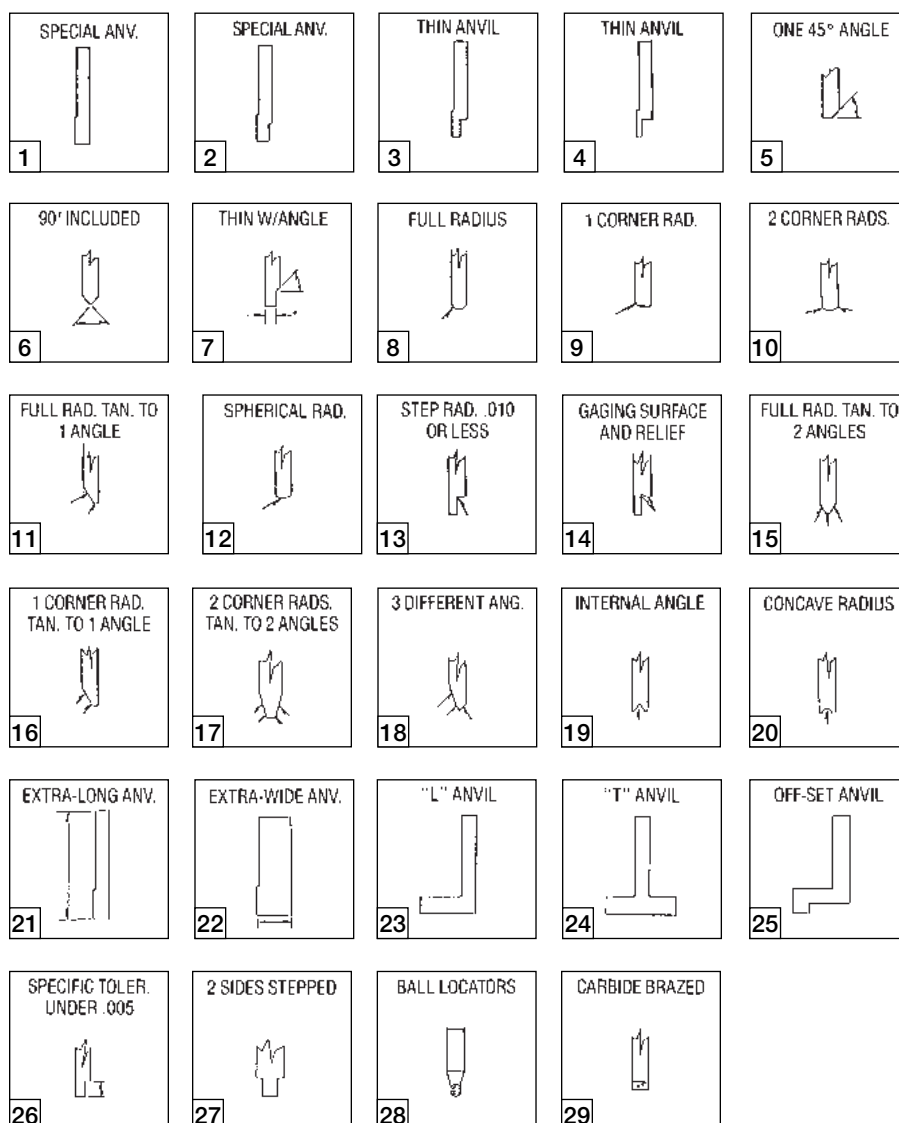 SPECIAL ANV.
1
SPECIAL ANV.
2
THIN ANVIL
3
THIN ANVIL
4
ONE 45° ANGLE
5
90° INCLUDED
6
THIN W/ANGLE
7
FULL RADIUS
8
1 CORNER RAD.
9
2 CORNER RADS.
10
FULL RAD. TAN. TO
1 ANGLE
11
SPHERICAL RAD.
12
STEP RAD. .010
OR LESS
13
GAGING SURFACE
AND RELIEF
14
FULL RAD. TAN. TO
2 ANGLES
15
1 CORNER RAD.
TAN. TO 1 ANGLE
16
2 CORNER RADS.
TAN. TO 2 ANGLES
17
3 DIFFERENT ANG.
18
INTERNAL ANGLE
19
CONCAVE RADIUS
20
EXTRA-LONG ANV.
21
EXTRA-WIDE ANV.
22
"L" ANVIL
23
"T" ANVIL
24
OFF-SET ANVIL
25
SPECIFIC TOLER.
UNDER .005
26
2 SIDES STEPPED
27
BALL LOCATORS
28
CARBIDE BRAZED
29